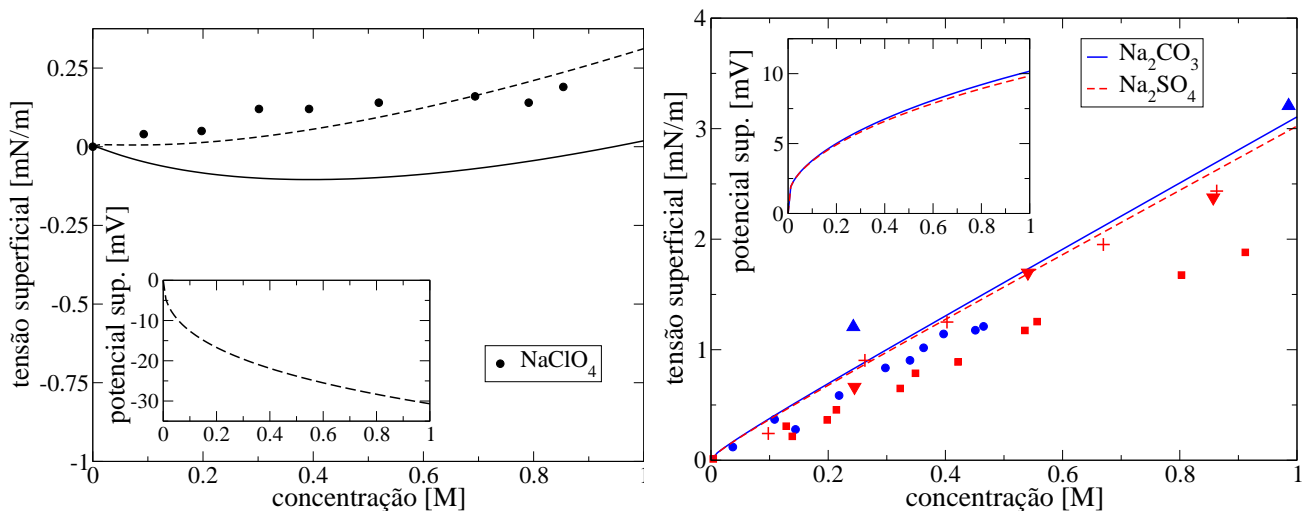 0.25
0
-0.25
-0.5
-0.75
-1
tensão superficial [mN/m]
0 0.2 0.4 0.6 0.8 1
concentração [M]
0
-10
-20
-30
potencial sup. [mV]
0 0.2 0.4 0.6 0.8 1
NaClO₄
4
3
2
1
0
tensão superficial [mN/m]
0 0.2 0.4 0.6 0.8 1
concentração [M]
10
5
0
potencial sup. [mV]
0 0.2 0.4 0.6 0.8 1
Na₂CO₃
Na₂SO₄